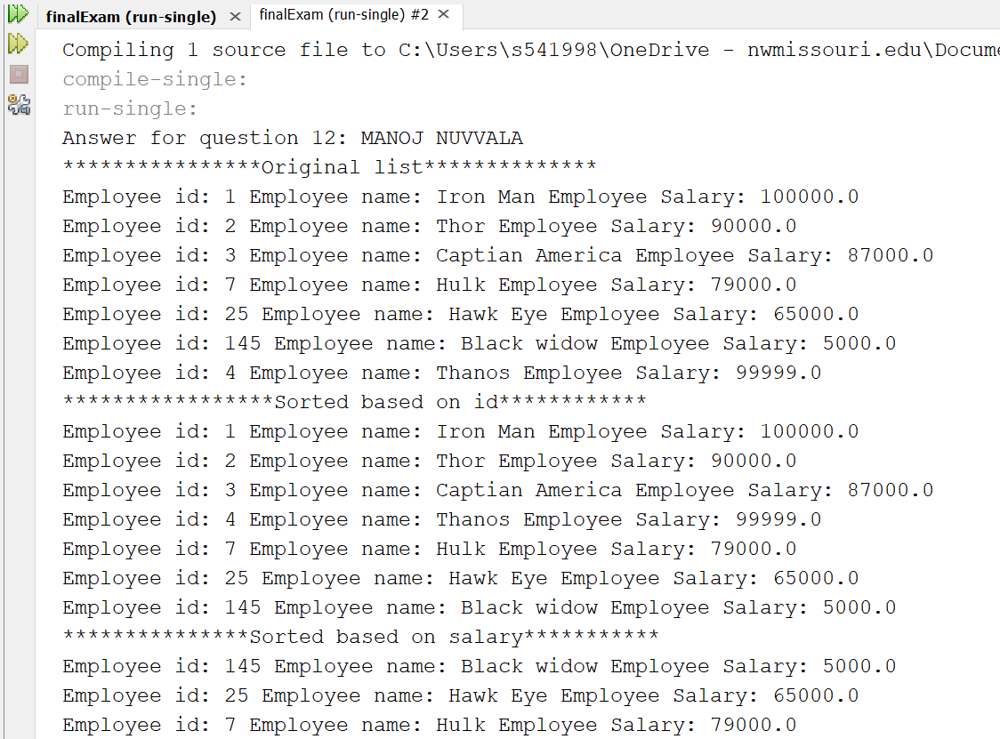 finalExam (run-single) × finalExam (run-single) #2 ×
Compiling 1 source file to C:\Users\s541998\OneDrive - nwmissouri.edu\Docume
compile-single:
run-single:
Answer for question 12: MANOJ NUVVALA
****************Original list**************
Employee id: 1 Employee name: Iron Man Employee Salary: 100000.0
Employee id: 2 Employee name: Thor Employee Salary: 90000.0
Employee id: 3 Employee name: Captian America Employee Salary: 87000.0
Employee id: 7 Employee name: Hulk Employee Salary: 79000.0
Employee id: 25 Employee name: Hawk Eye Employee Salary: 65000.0
Employee id: 145 Employee name: Black widow Employee Salary: 5000.0
Employee id: 4 Employee name: Thanos Employee Salary: 99999.0
*****************Sorted based on id************
Employee id: 1 Employee name: Iron Man Employee Salary: 100000.0
Employee id: 2 Employee name: Thor Employee Salary: 90000.0
Employee id: 3 Employee name: Captian America Employee Salary: 87000.0
Employee id: 4 Employee name: Thanos Employee Salary: 99999.0
Employee id: 7 Employee name: Hulk Employee Salary: 79000.0
Employee id: 25 Employee name: Hawk Eye Employee Salary: 65000.0
Employee id: 145 Employee name: Black widow Employee Salary: 5000.0
***************Sorted based on salary***********
Employee id: 145 Employee name: Black widow Employee Salary: 5000.0
Employee id: 25 Employee name: Hawk Eye Employee Salary: 65000.0
Employee id: 7 Employee name: Hulk Employee Salary: 79000.0